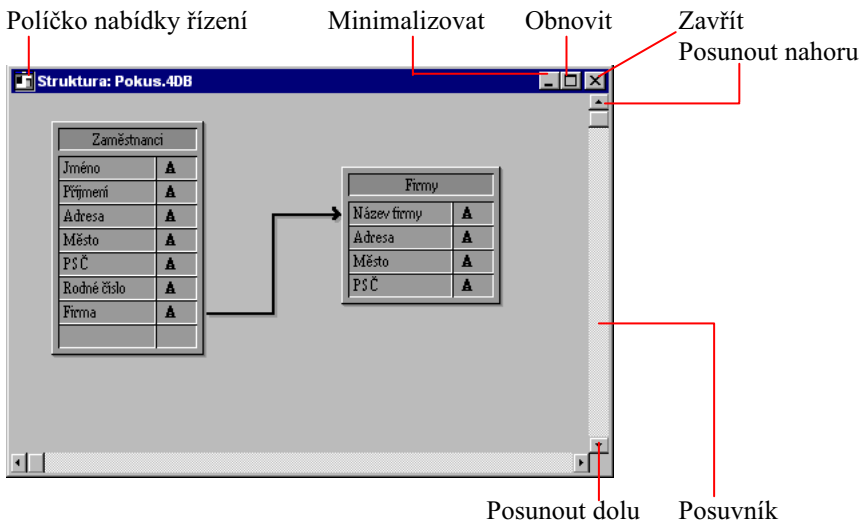 Políčko nabídky řízení Minimalizovat Obnovit Zavřít
Posunout nahoru
Struktura: Pokus.4DB
Zaměstnanci
Jméno A
Příjmení A
Adresa A
Město A
PSČ A
Rodné číslo A
Firma A
Firmy
Název firmy A
Adresa A
Město A
PSČ A
Posunout dolu Posuvník